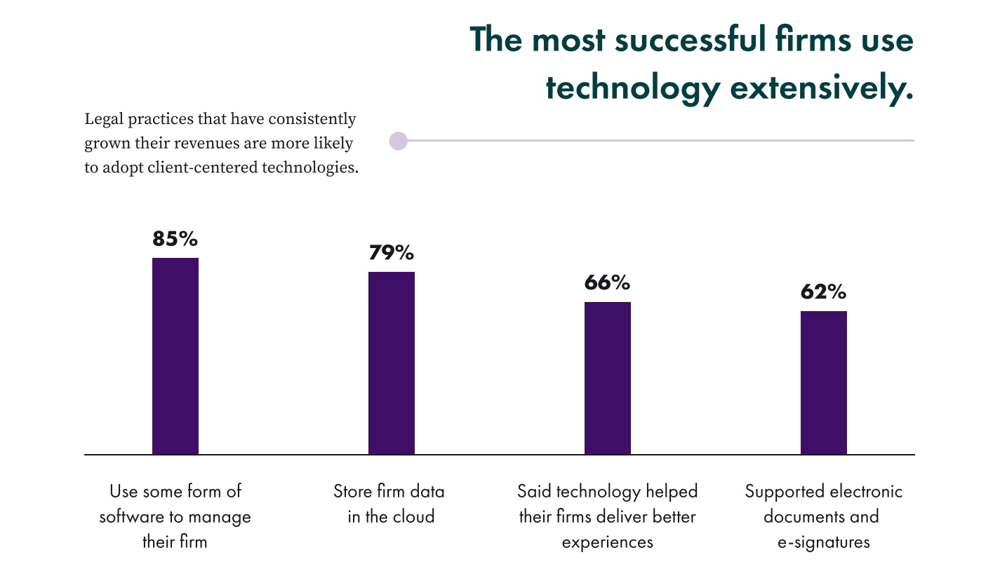 The most successful firms use
technology extensively.
Legal practices that have consistently
grown their revenues are more likely
to adopt client-centered technologies.
85%
79%
66%
62%
Use some form of
software to manage
their firm
Store firm data
in the cloud
Said technology helped
their firms deliver better
experiences
Supported electronic
documents and
e-signatures